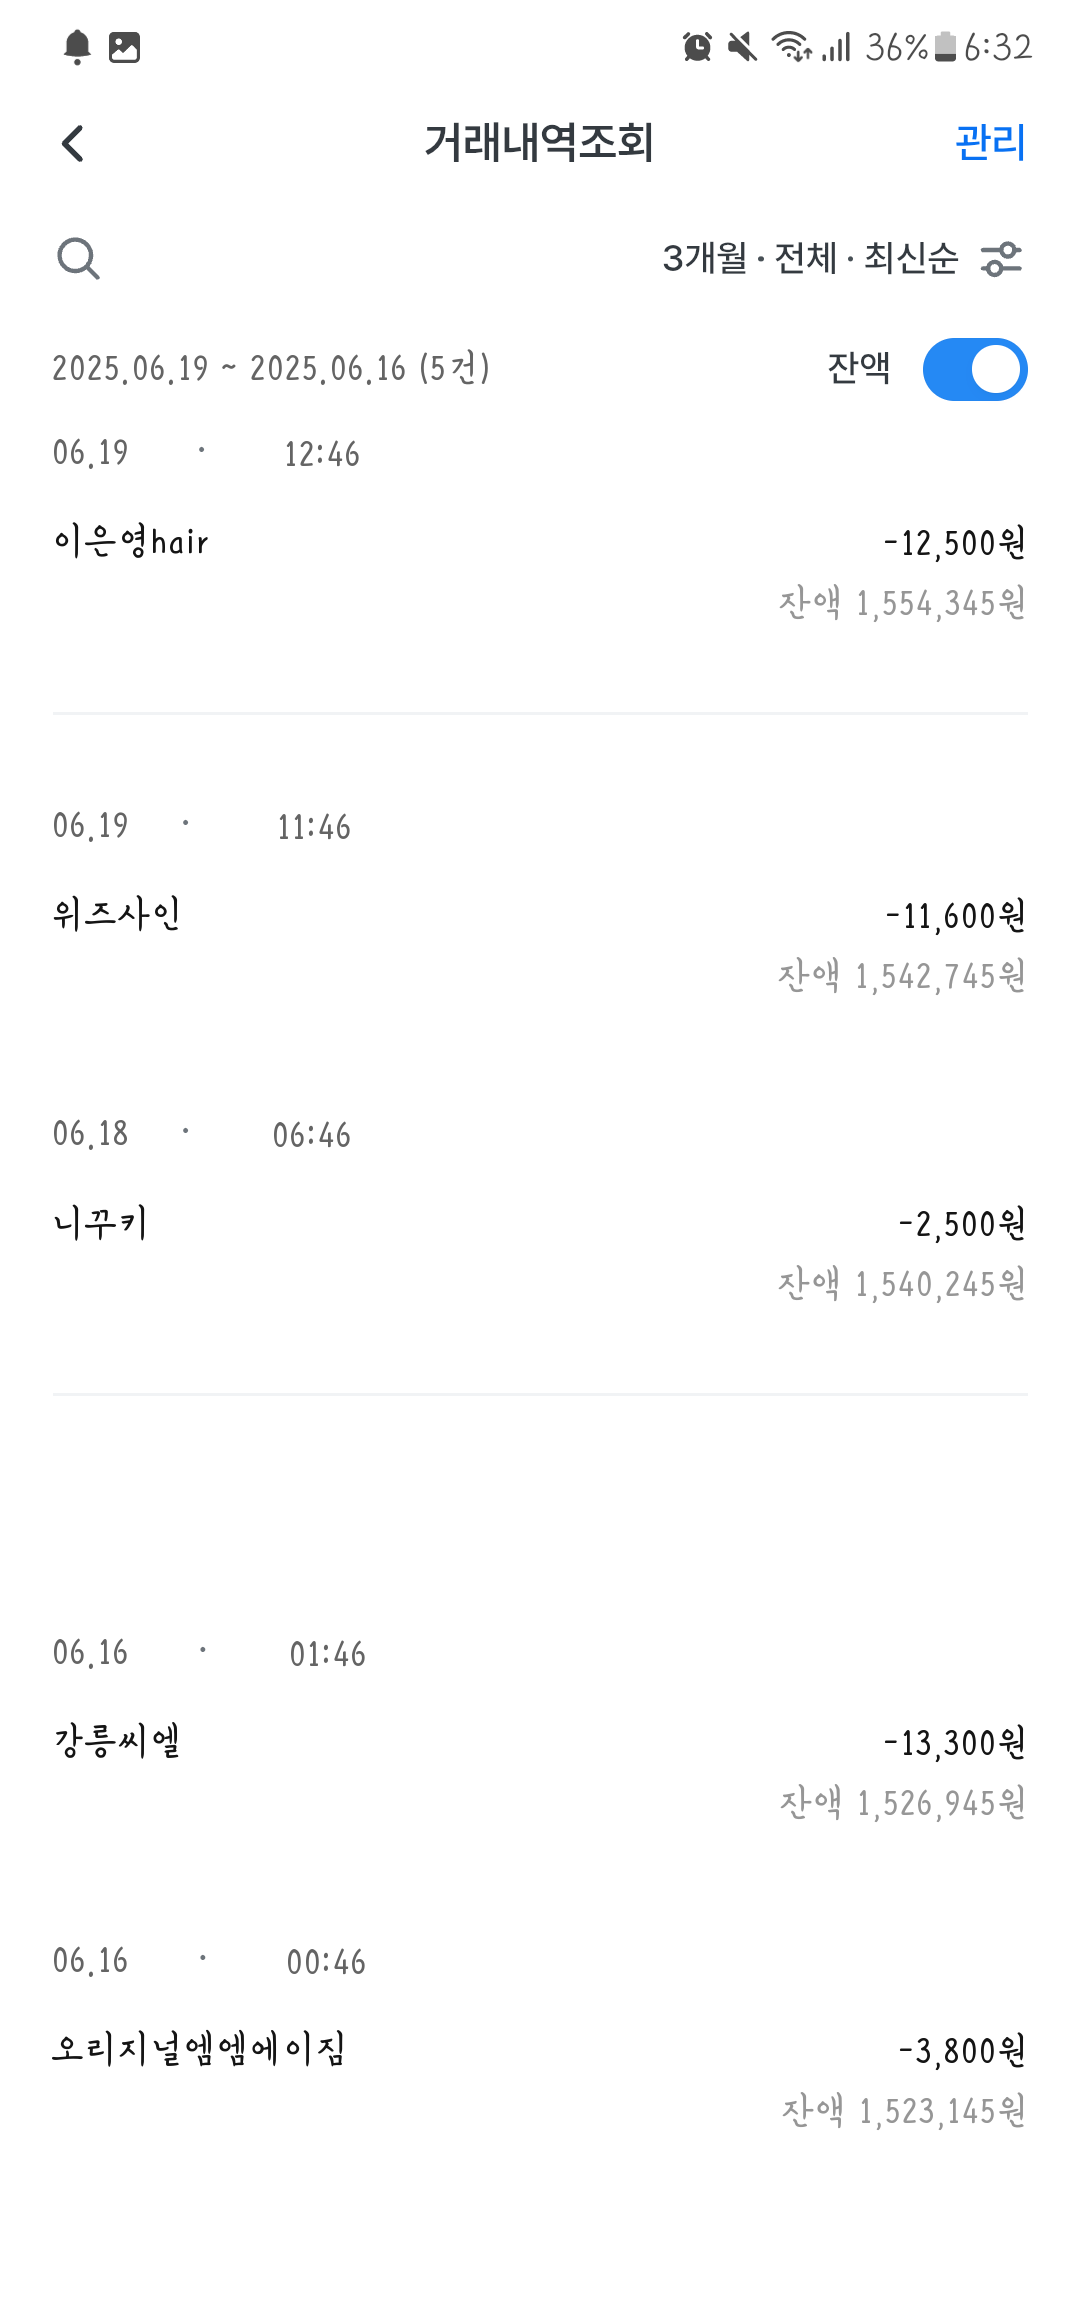 36% 6:32
거래내역조회 관리
3개월 · 전체 · 최신순
2025.06.19 ~ 2025.06.16 (5건) 잔액
06.19 · 12:46
이은영hair -12,500원
잔액 1,554,345원
06.19 · 11:46
위즈사인 -11,600원
잔액 1,542,745원
06.18 · 06:46
니꾸키 -2,500원
잔액 1,540,245원
06.16 · 01:46
강릉씨엘 -13,300원
잔액 1,526,945원
06.16 · 00:46
오리지널엠엠에이짐 -3,800원
잔액 1,523,145원